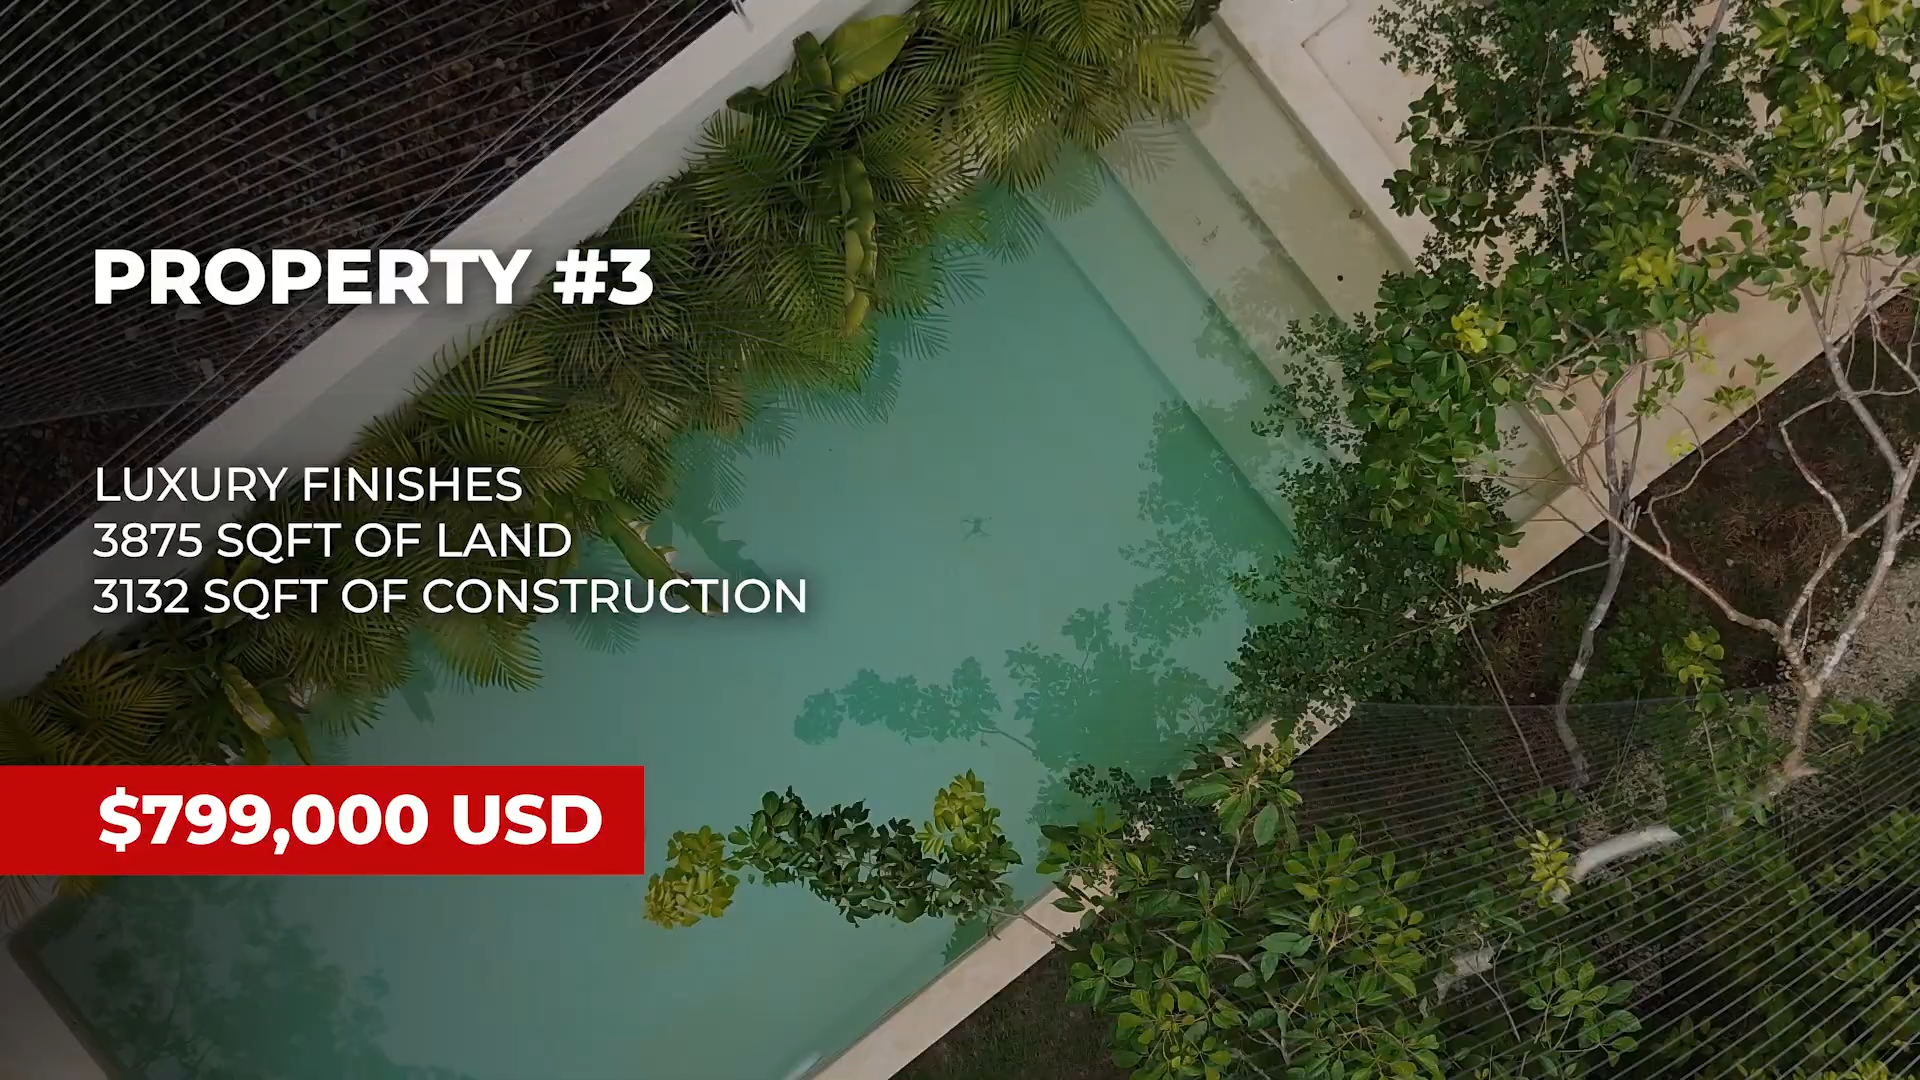 PROPERTY #3
LUXURY FINISHES
3875 SQFT OF LAND
3132 SQFT OF CONSTRUCTION
$799,000 USD